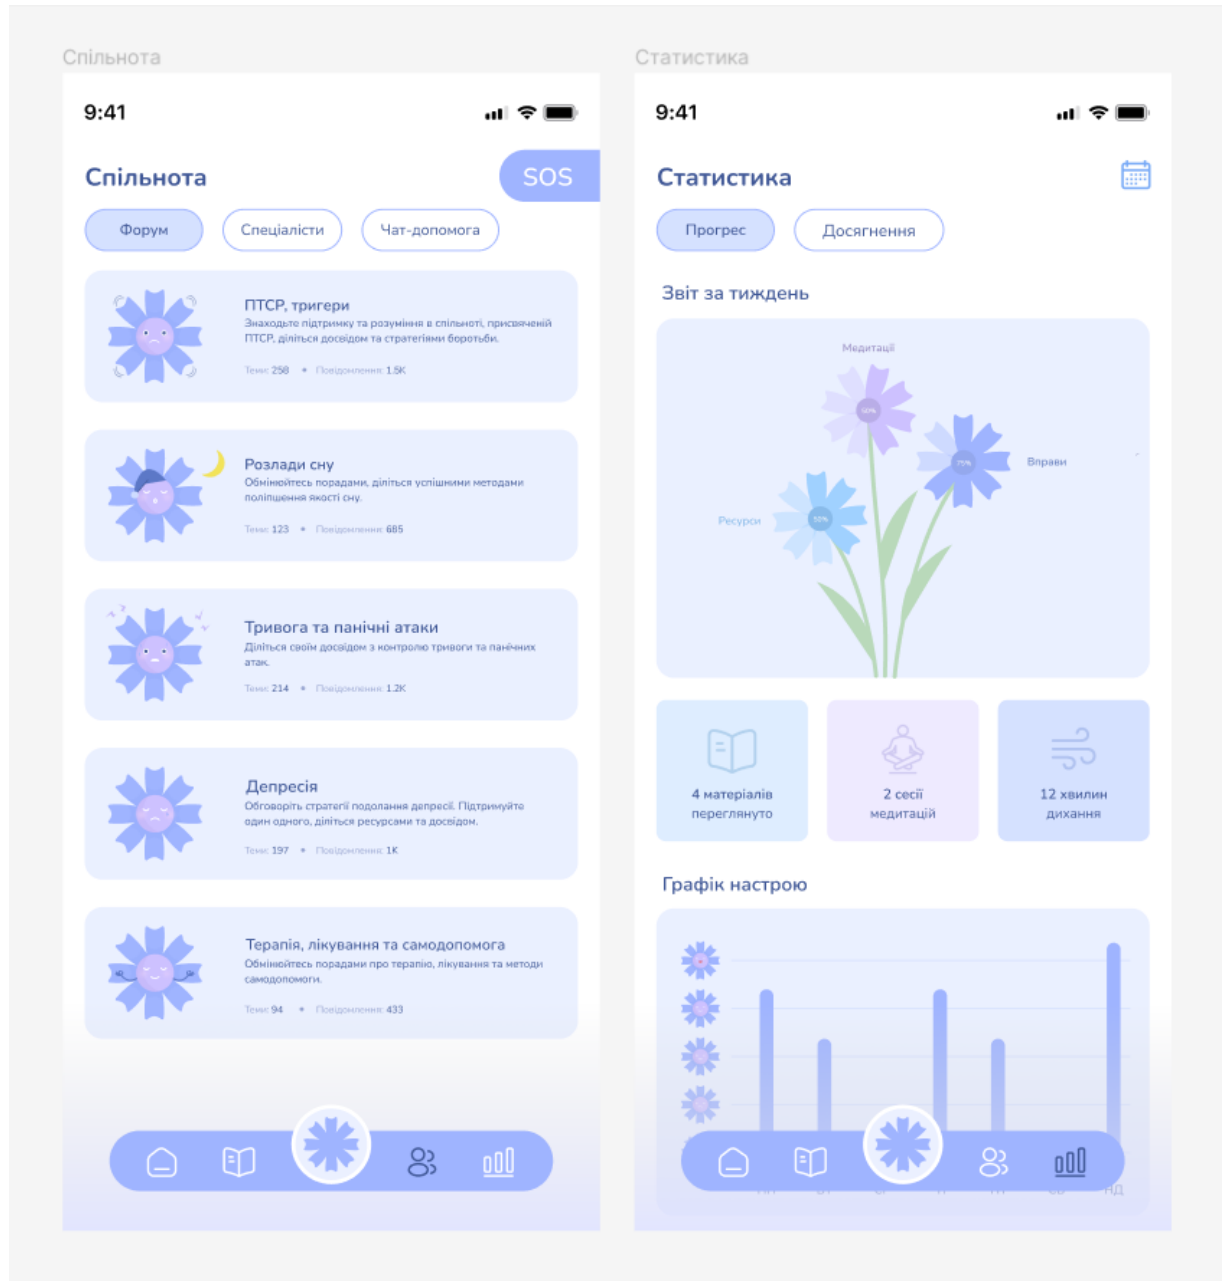 Спільнота
9:41
Спільнота
SOS
Форум
Спеціалісти
Чат-допомога
ПТСР, тригери
Знаходьте підтримку та розуміння в спільноті, присвяченій
ПТСР, діліться досвідом та стратегіями боротьби.
Теми: 258 • Повідомлення: 1.5K
Розлади сну
Обмінюйтесь порадами, діліться успішними методами
поліпшення якості сну.
Теми: 123 • Повідомлення: 685
Тривога та панічні атаки
Діліться своїм досвідом з контролю тривоги та панічних
атак.
Теми: 214 • Повідомлення: 1.2K
Депресія
Обговоріть стратегії подолання депресії. Підтримуйте
один одного, діліться ресурсами та досвідом.
Теми: 197 • Повідомлення: 1K
Терапія, лікування та самодопомога
Обмінюйтесь порадами про терапію, лікування та методи
самодопомоги.
Теми: 94 • Повідомлення: 433
Статистика
9:41
Статистика
Прогрес
Досягнення
Звіт за тиждень
Медитації
50%
Вправи
75%
Ресурси
4 матеріалів
переглянуто
2 сесії
медитацій
12 хвилин
дихання
Графік настрою
НД